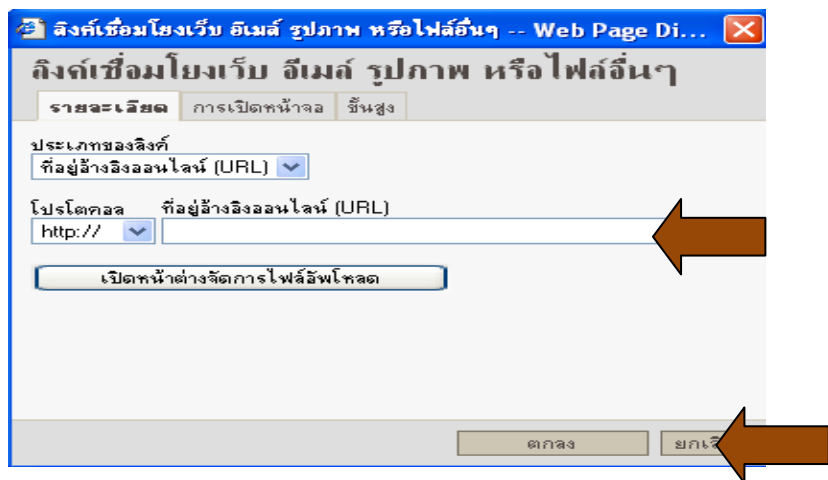 ลิงค์เชื่อมโยงเว็บ อีเมล์ รูปภาพ หรือไฟล์อื่นๆ -- Web Page Di...
ลิงค์เชื่อมโยงเว็บ อีเมล์ รูปภาพ หรือไฟล์อื่นๆ
รายละเอียด การเปิดหน้าจอ ขั้นสูง
ประเภทของลิงค์
ที่อยู่อ้างอิงออนไลน์ (URL)
โปรโตคอล ที่อยู่อ้างอิงออนไลน์ (URL)
http://
เปิดหน้าต่างจัดการไฟล์อัพโหลด
ตกลง